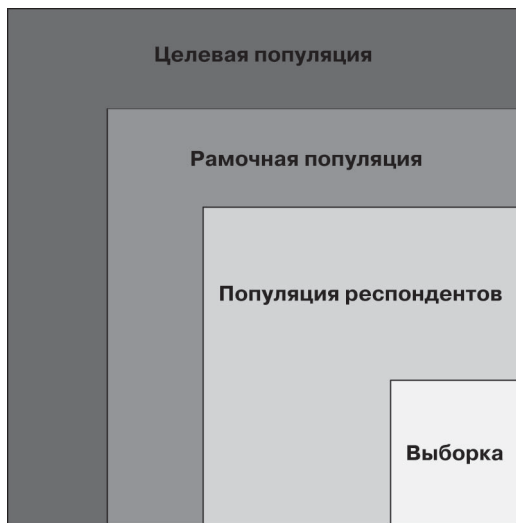 Целевая популяция
Рамочная популяция
Популяция респондентов
Выборка